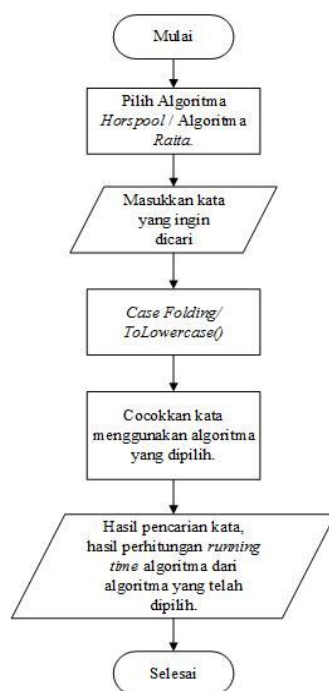 Mulai
Pilih Algoritma
Horspool / Algoritma
Raita.
Masukkan kata
yang ingin
dicari
Case Folding/
ToLowercase()
Cocokkan kata
menggunakan algoritma
yang dipilih.
Hasil pencarian kata,
hasil perhitungan running
time algoritma dari
algoritma yang telah
dipilih.
Selesai